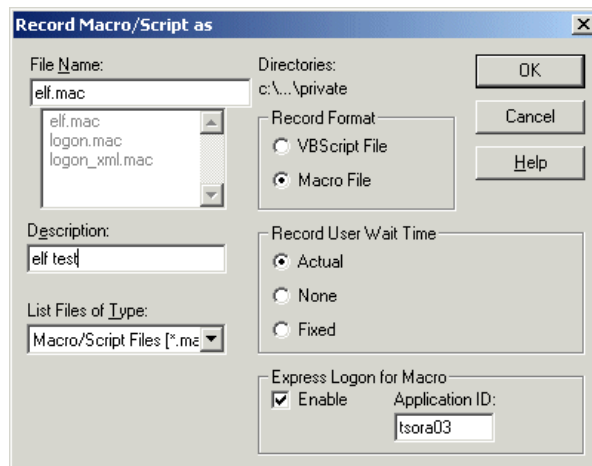 Record Macro/Script as
File Name:
elf.mac
elf.mac
logon.mac
logon_xml.mac
Description:
elf test
List Files of Type:
Macro/Script Files [*.ma
Directories:
c:\...\private
Record Format
VBScript File
Macro File
Record User Wait Time
Actual
None
Fixed
Express Logon for Macro
Enable
Application ID:
tsora03
OK
Cancel
Help